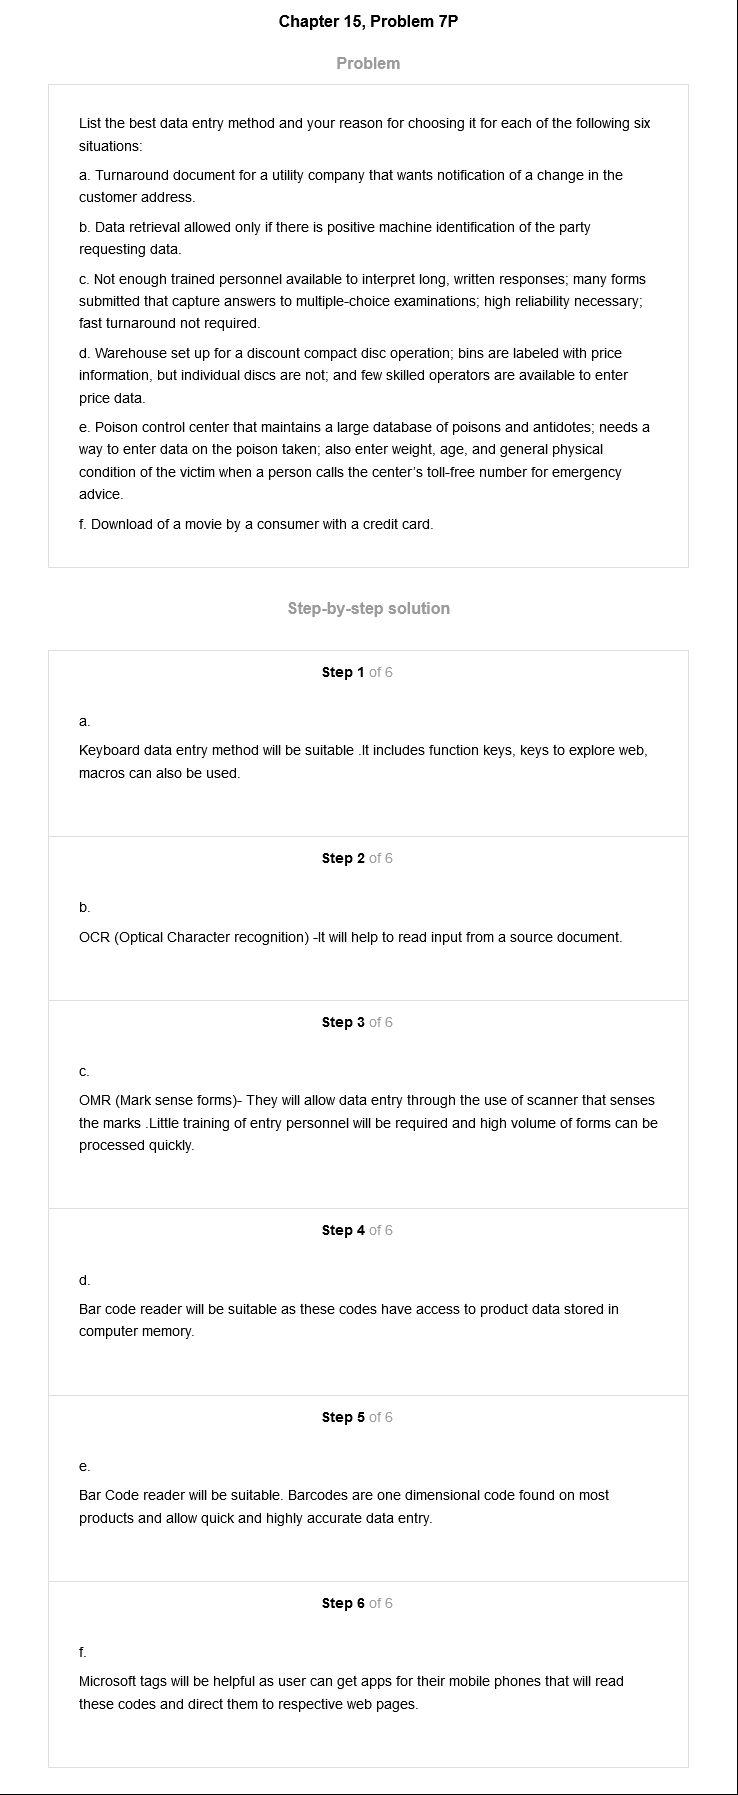 Chapter 15, Problem 7P
Problem
List the best data entry method and your reason for choosing it for each of the following six
situations:
a. Turnaround document for a utility company that wants notification of a change in the
customer address.
b. Data retrieval allowed only if there is positive machine identification of the party
requesting data.
c. Not enough trained personnel available to interpret long, written responses; many forms
submitted that capture answers to multiple-choice examinations; high reliability necessary;
fast turnaround not required.
d. Warehouse set up for a discount compact disc operation; bins are labeled with price
information, but individual discs are not; and few skilled operators are available to enter
price data.
e. Poison control center that maintains a large database of poisons and antidotes; needs a
way to enter data on the poison taken; also enter weight, age, and general physical
condition of the victim when a person calls the center's toll-free number for emergency
advice.
f. Download of a movie by a consumer with a credit card.
Step-by-step solution
Step 1 of 6
a.
Keyboard data entry method will be suitable .It includes function keys, keys to explore web,
macros can also be used.
Step 2 of 6
b.
OCR (Optical Character recognition) -It will help to read input from a source document.
Step 3 of 6
c.
OMR (Mark sense forms)- They will allow data entry through the use of scanner that senses
the marks .Little training of entry personnel will be required and high volume of forms can be
processed quickly.
Step 4 of 6
d.
Bar code reader will be suitable as these codes have access to product data stored in
computer memory.
Step 5 of 6
e.
Bar Code reader will be suitable. Barcodes are one dimensional code found on most
products and allow quick and highly accurate data entry.
Step 6 of 6
f.
Microsoft tags will be helpful as user can get apps for their mobile phones that will read
these codes and direct them to respective web pages.